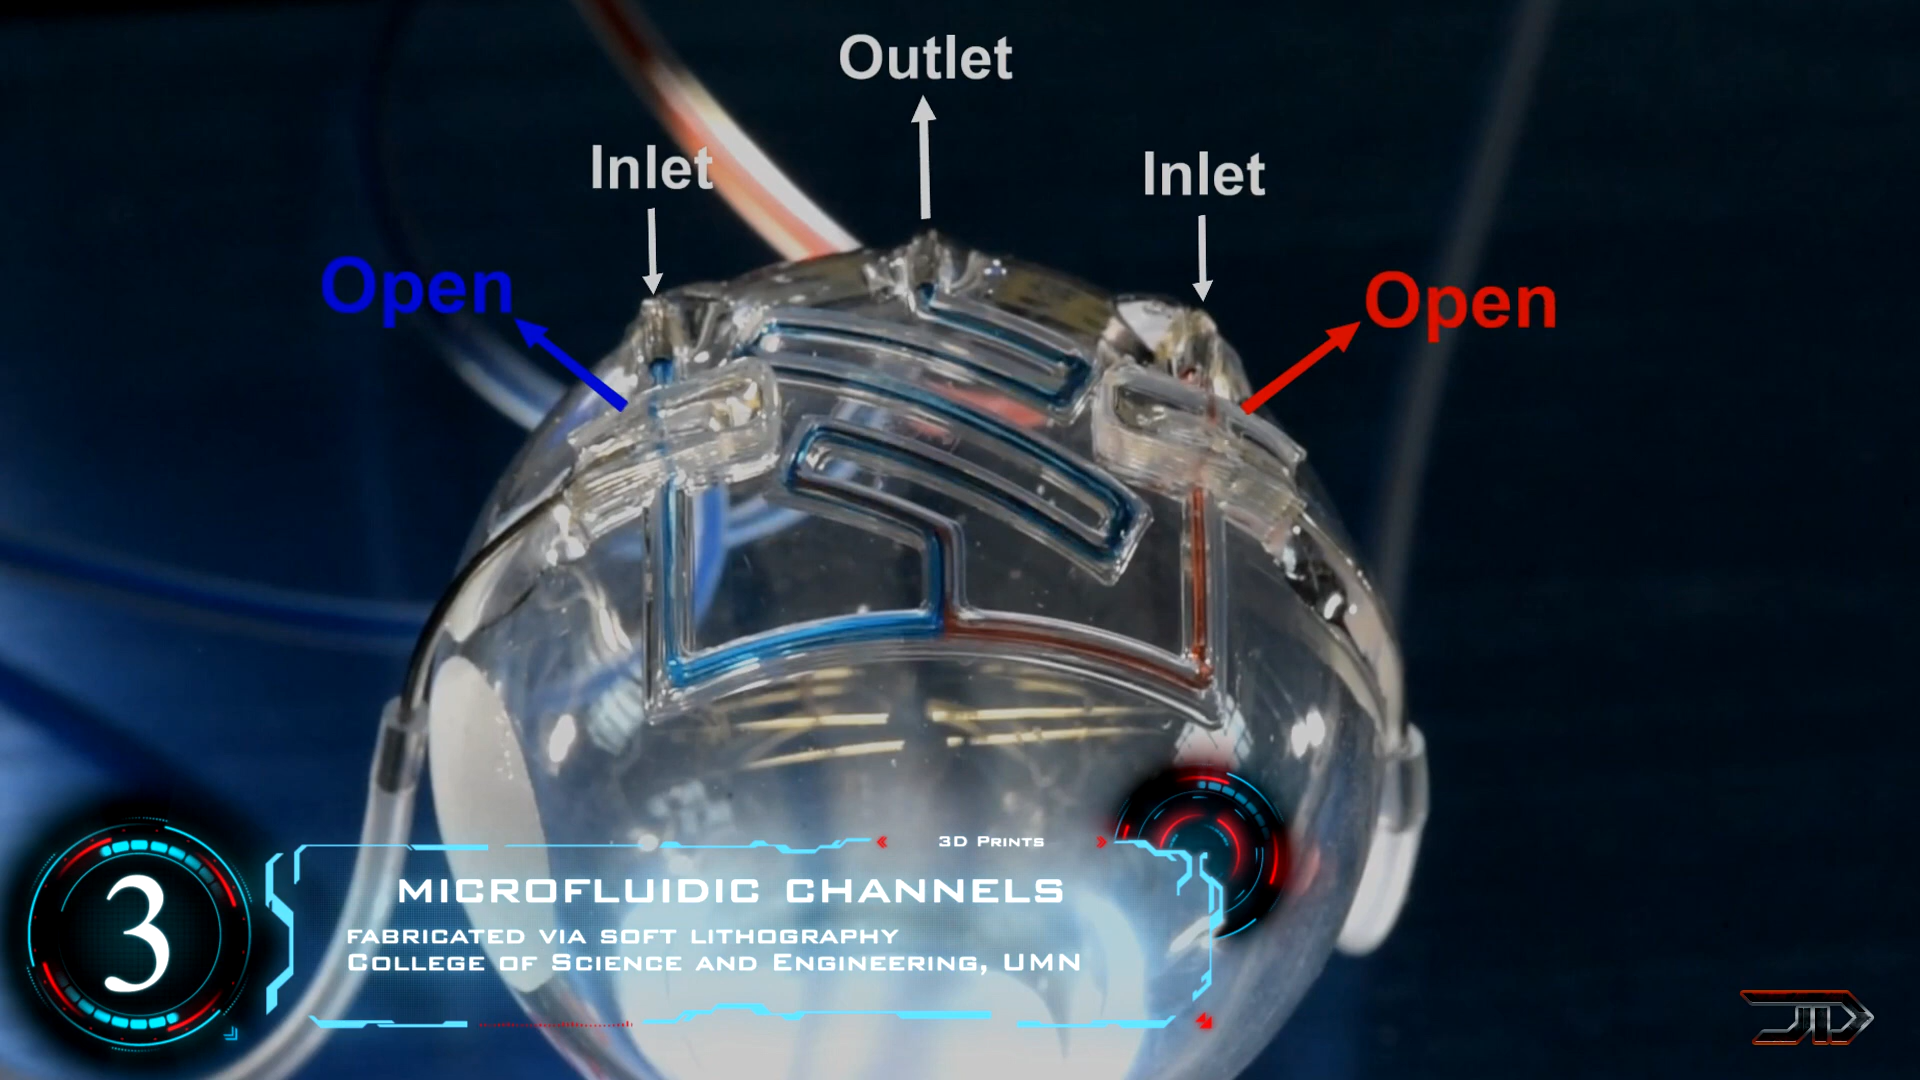 Outlet
Inlet
Inlet
Open
Open
3D Prints
3
MICROFLUIDIC CHANNELS
FABRICATED VIA SOFT LITHOGRAPHY
COLLEGE OF SCIENCE AND ENGINEERING, UMN